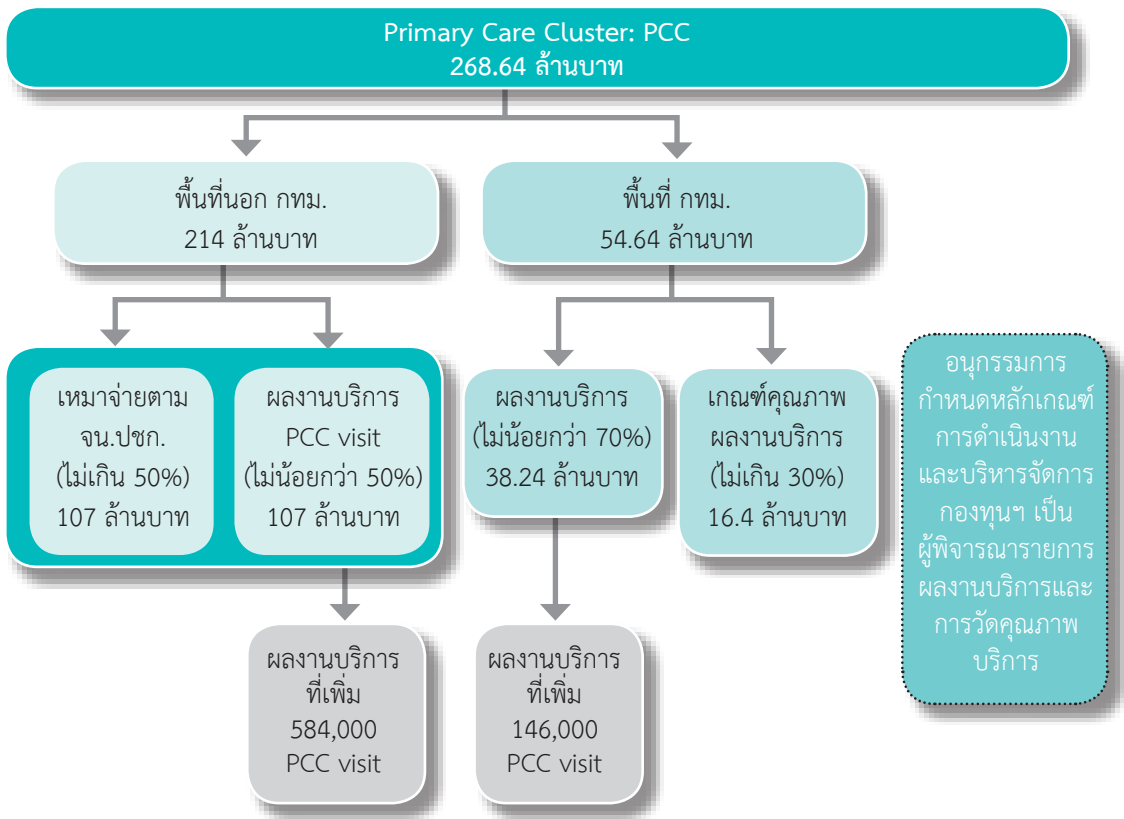 Primary Care Cluster: PCC
268.64 ล้านบาท
พื้นที่นอก กทม.
214 ล้านบาท
พื้นที่ กทม.
54.64 ล้านบาท
เหมาจ่ายตาม
จน.ปชก.
(ไม่เกิน 50%)
107 ล้านบาท
ผลงานบริการ
PCC visit
(ไม่น้อยกว่า 50%)
107 ล้านบาท
ผลงานบริการ
(ไม่น้อยกว่า 70%)
38.24 ล้านบาท
เกณฑ์คุณภาพ
ผลงานบริการ
(ไม่เกิน 30%)
16.4 ล้านบาท
อนุกรรมการ
กำหนดหลักเกณฑ์
การดำเนินงาน
และบริหารจัดการ
กองทุนฯ เป็น
ผู้พิจารณารายการ
ผลงานบริการและ
การวัดคุณภาพ
บริการ
ผลงานบริการ
ที่เพิ่ม
584,000
PCC visit
ผลงานบริการ
ที่เพิ่ม
146,000
PCC visit